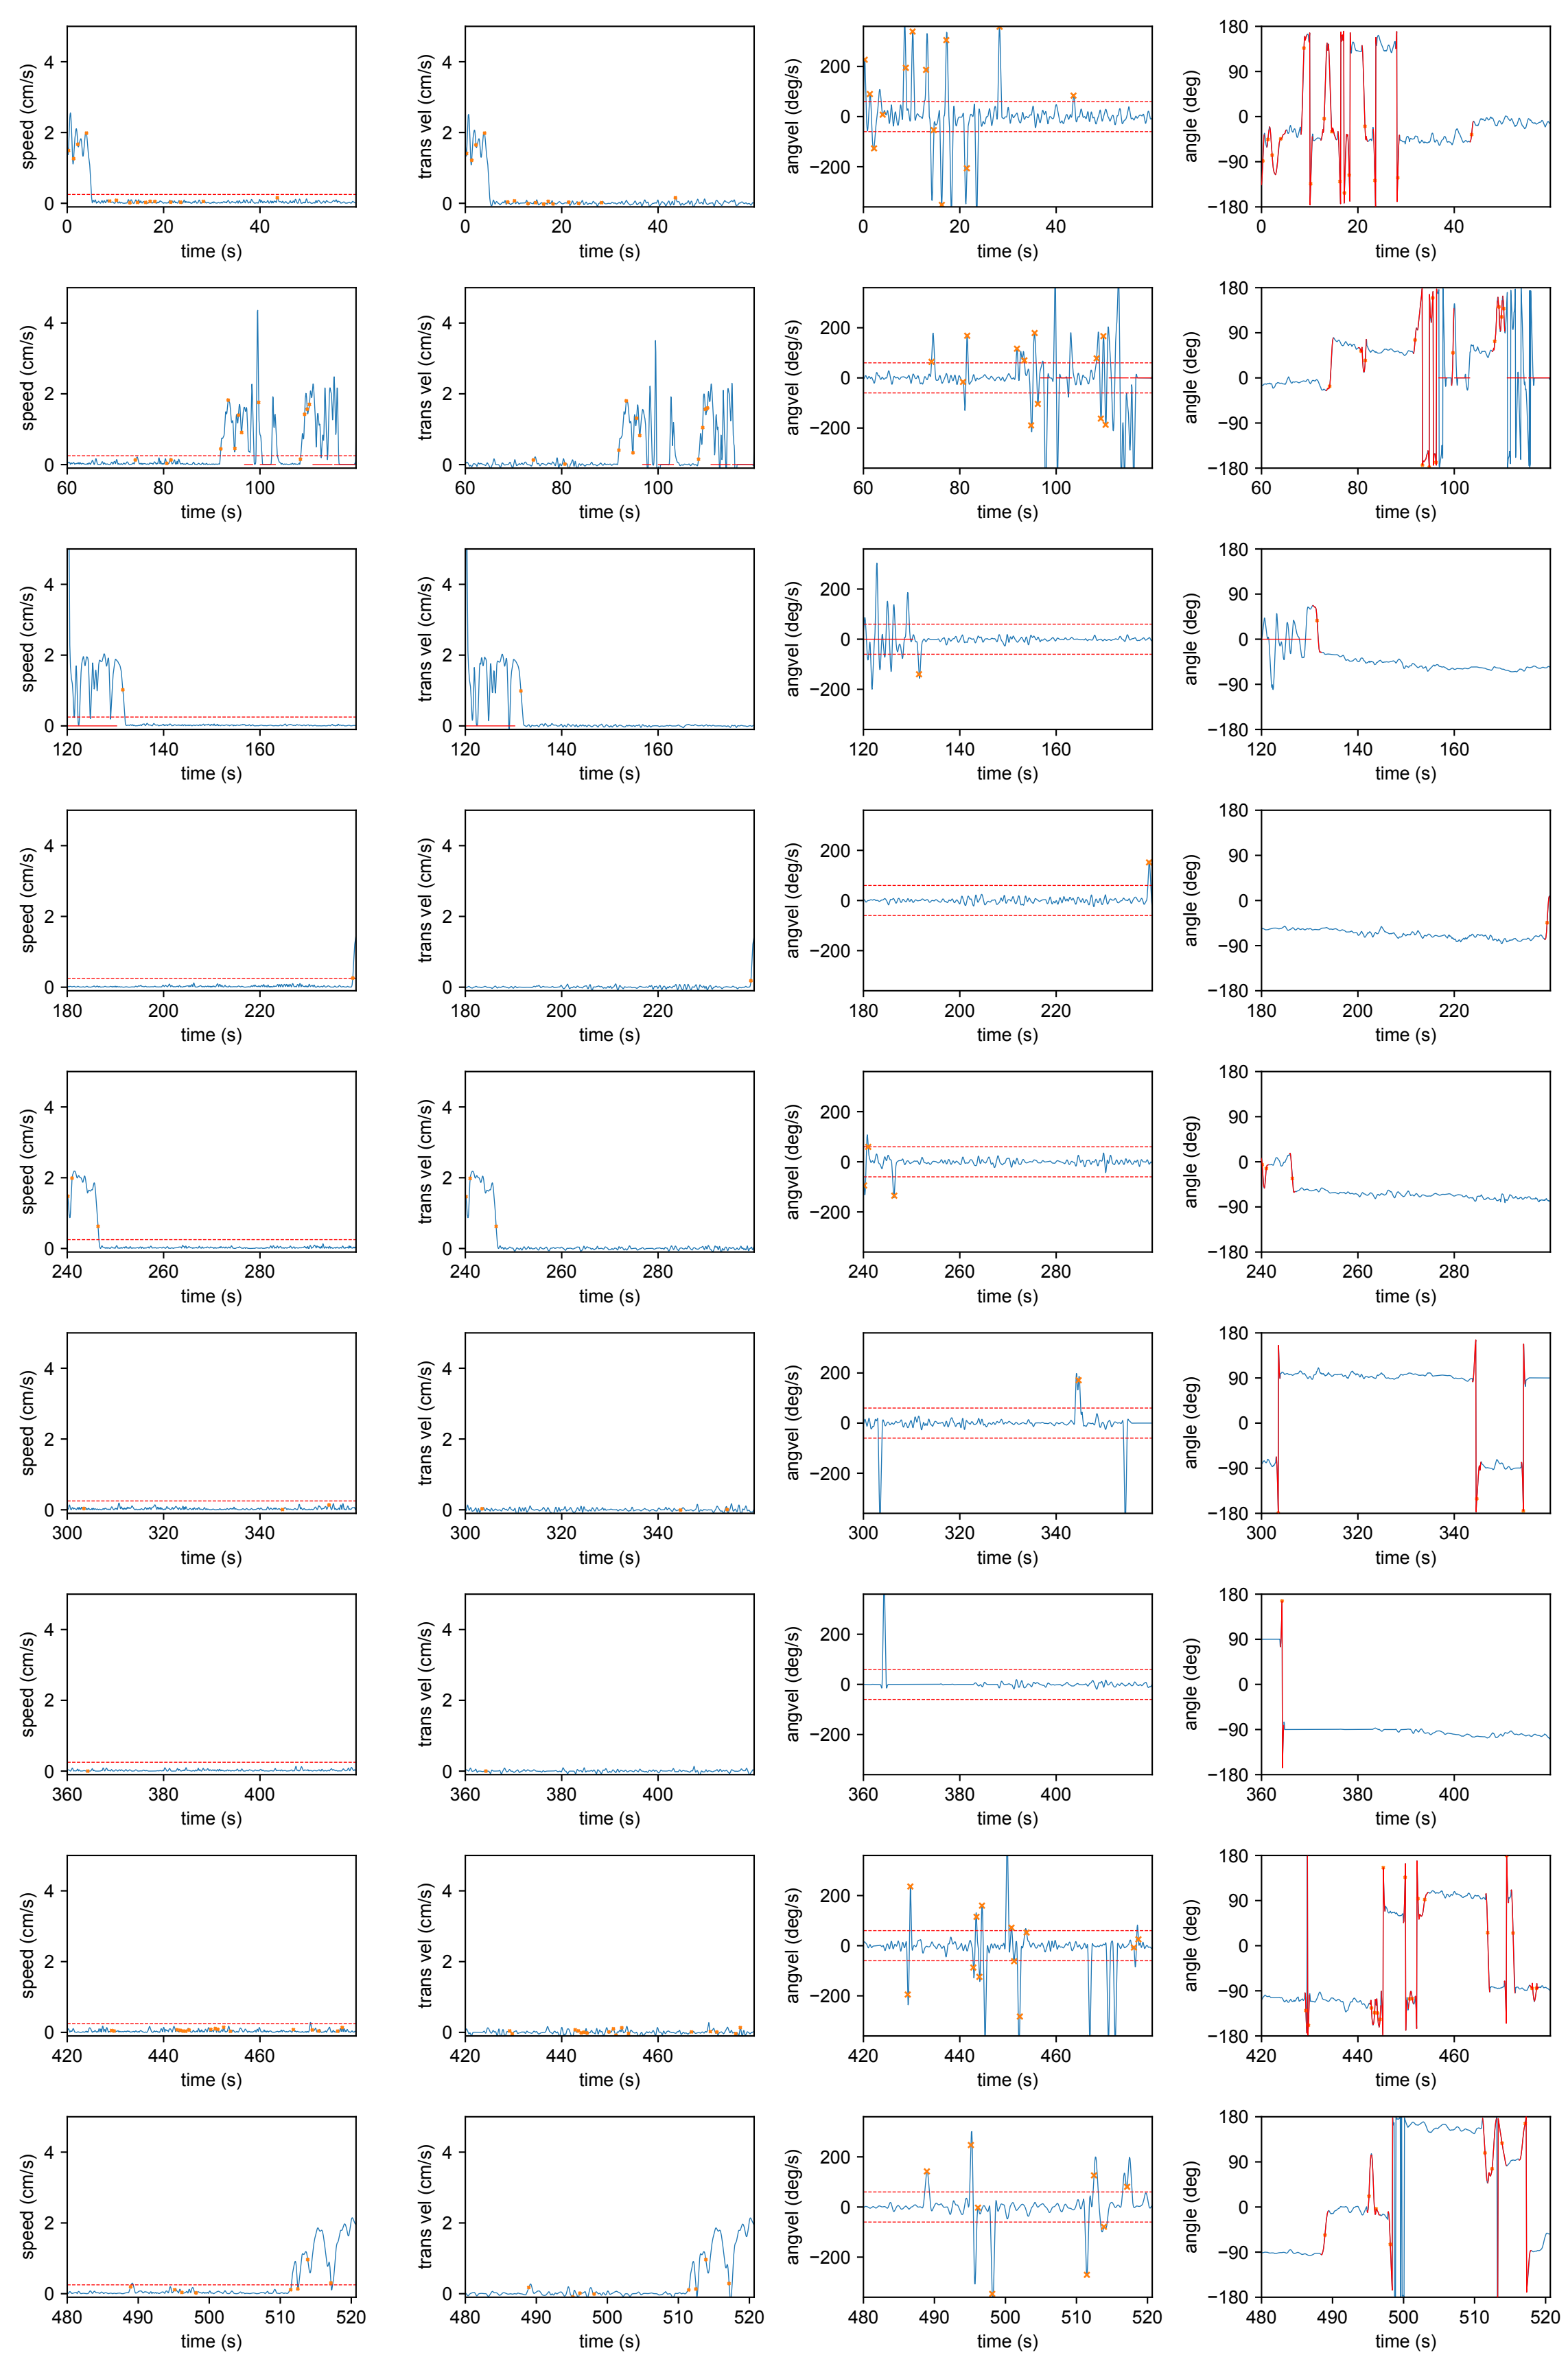 speed (cm/s) 4 2 0 0 20 40 time (s)
trans vel (cm/s) 4 2 0 0 20 40 time (s)
angvel (deg/s) 200 0 −200 0 20 40 time (s)
angle (deg) 180 90 0 −90 −180 0 20 40 time (s)
speed (cm/s) 4 2 0 60 80 100 time (s)
trans vel (cm/s) 4 2 0 60 80 100 time (s)
angvel (deg/s) 200 0 −200 60 80 100 time (s)
angle (deg) 180 90 0 −90 −180 60 80 100 time (s)
speed (cm/s) 4 2 0 120 140 160 time (s)
trans vel (cm/s) 4 2 0 120 140 160 time (s)
angvel (deg/s) 200 0 −200 120 140 160 time (s)
angle (deg) 180 90 0 −90 −180 120 140 160 time (s)
speed (cm/s) 4 2 0 180 200 220 time (s)
trans vel (cm/s) 4 2 0 180 200 220 time (s)
angvel (deg/s) 200 0 −200 180 200 220 time (s)
angle (deg) 180 90 0 −90 −180 180 200 220 time (s)
speed (cm/s) 4 2 0 240 260 280 time (s)
trans vel (cm/s) 4 2 0 240 260 280 time (s)
angvel (deg/s) 200 0 −200 240 260 280 time (s)
angle (deg) 180 90 0 −90 −180 240 260 280 time (s)
speed (cm/s) 4 2 0 300 320 340 time (s)
trans vel (cm/s) 4 2 0 300 320 340 time (s)
angvel (deg/s) 200 0 −200 300 320 340 time (s)
angle (deg) 180 90 0 −90 −180 300 320 340 time (s)
speed (cm/s) 4 2 0 360 380 400 time (s)
trans vel (cm/s) 4 2 0 360 380 400 time (s)
angvel (deg/s) 200 0 −200 360 380 400 time (s)
angle (deg) 180 90 0 −90 −180 360 380 400 time (s)
speed (cm/s) 4 2 0 420 440 460 time (s)
trans vel (cm/s) 4 2 0 420 440 460 time (s)
angvel (deg/s) 200 0 −200 420 440 460 time (s)
angle (deg) 180 90 0 −90 −180 420 440 460 time (s)
speed (cm/s) 4 2 0 480 490 500 510 520 time (s)
trans vel (cm/s) 4 2 0 480 490 500 510 520 time (s)
angvel (deg/s) 200 0 −200 480 490 500 510 520 time (s)
angle (deg) 180 90 0 −90 −180 480 490 500 510 520 time (s)